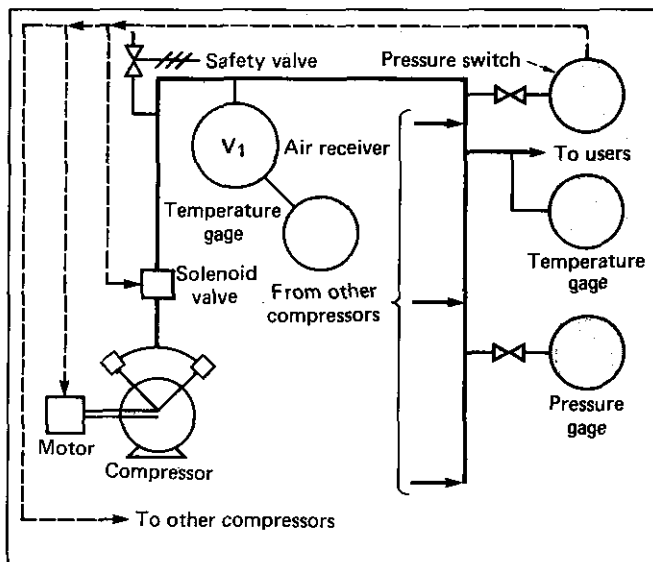 Safety valve
Pressure switch
V1
Air receiver
To users
Temperature
gage
Temperature
gage
Solenoid
valve
From other
compressors
Pressure
gage
Motor
Compressor
To other compressors